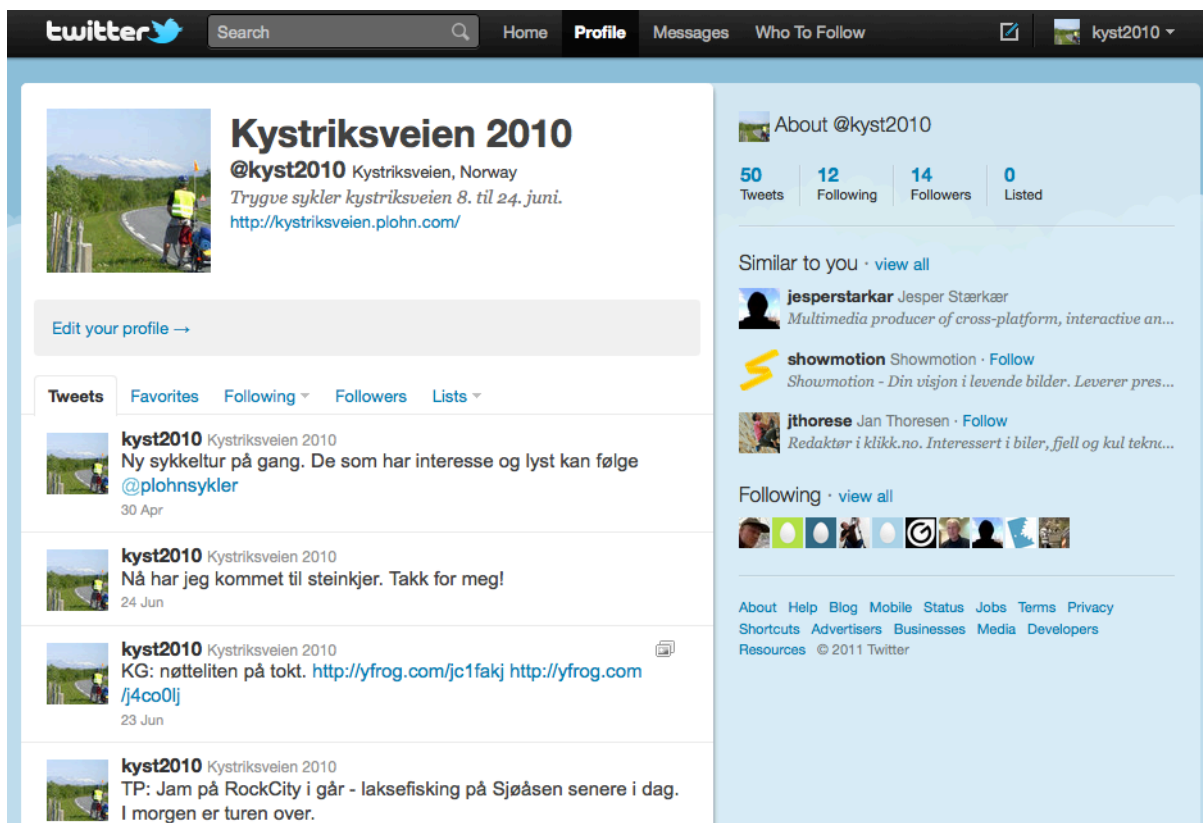 twitter Search Home Profile Messages Who To Follow kyst2010
Kystriksveien 2010
@kyst2010 Kystriksveien, Norway
Trygve sykler kystriksveien 8. til 24. juni.
http://kystriksveien.plohn.com/
Edit your profile →
Tweets Favorites Following Followers Lists
kyst2010 Kystriksveien 2010
Ny sykkeltur på gang. De som har interesse og lyst kan følge
@plohnsykler
30 Apr
kyst2010 Kystriksveien 2010
Nå har jeg kommet til steinkjer. Takk for meg!
24 Jun
kyst2010 Kystriksveien 2010
KG: nøtteliten på tokt. http://yfrog.com/jc1fakj http://yfrog.com
/j4co0lj
23 Jun
kyst2010 Kystriksveien 2010
TP: Jam på RockCity i går - laksefisking på Sjøåsen senere i dag.
I morgen er turen over.
About @kyst2010
50 12 14 0
Tweets Following Followers Listed
Similar to you · view all
jesperstarkar Jesper Stærkær
Multimedia producer of cross-platform, interactive an...
showmotion Showmotion · Follow
Showmotion - Din visjon i levende bilder. Leverer pres...
jthorese Jan Thoresen · Follow
Redaktør i klikk.no. Interessert i biler, fjell og kul tekno...
Following · view all
About Help Blog Mobile Status Jobs Terms Privacy
Shortcuts Advertisers Businesses Media Developers
Resources © 2011 Twitter